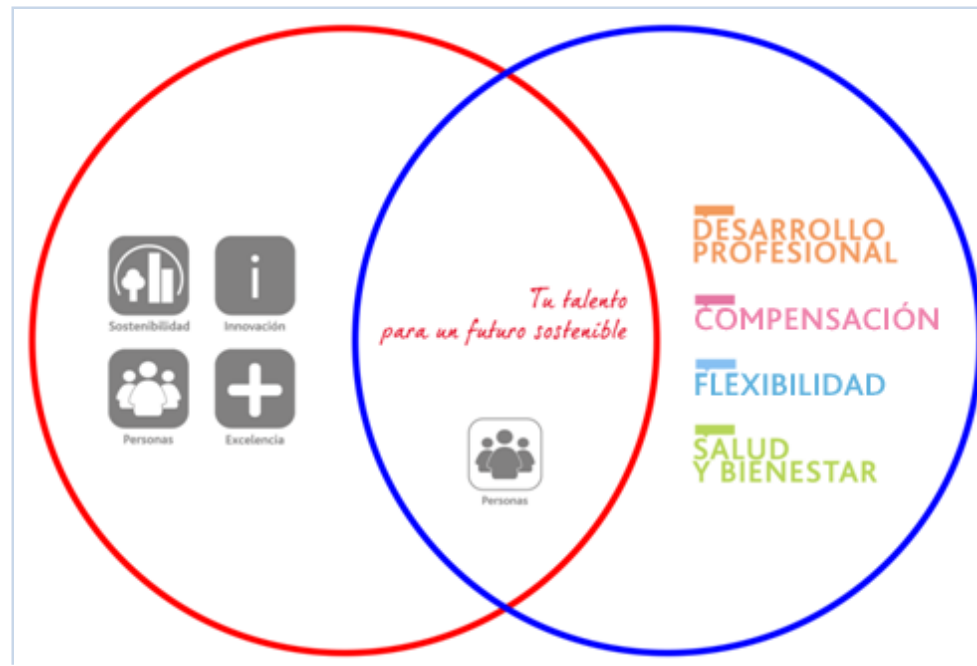 Sostenibilidad
Innovación
Personas
Excelencia
Tu talento
para un futuro sostenible
Personas
DESARROLLO
PROFESIONAL
COMPENSACIÓN
FLEXIBILIDAD
SALUD
Y BIENESTAR